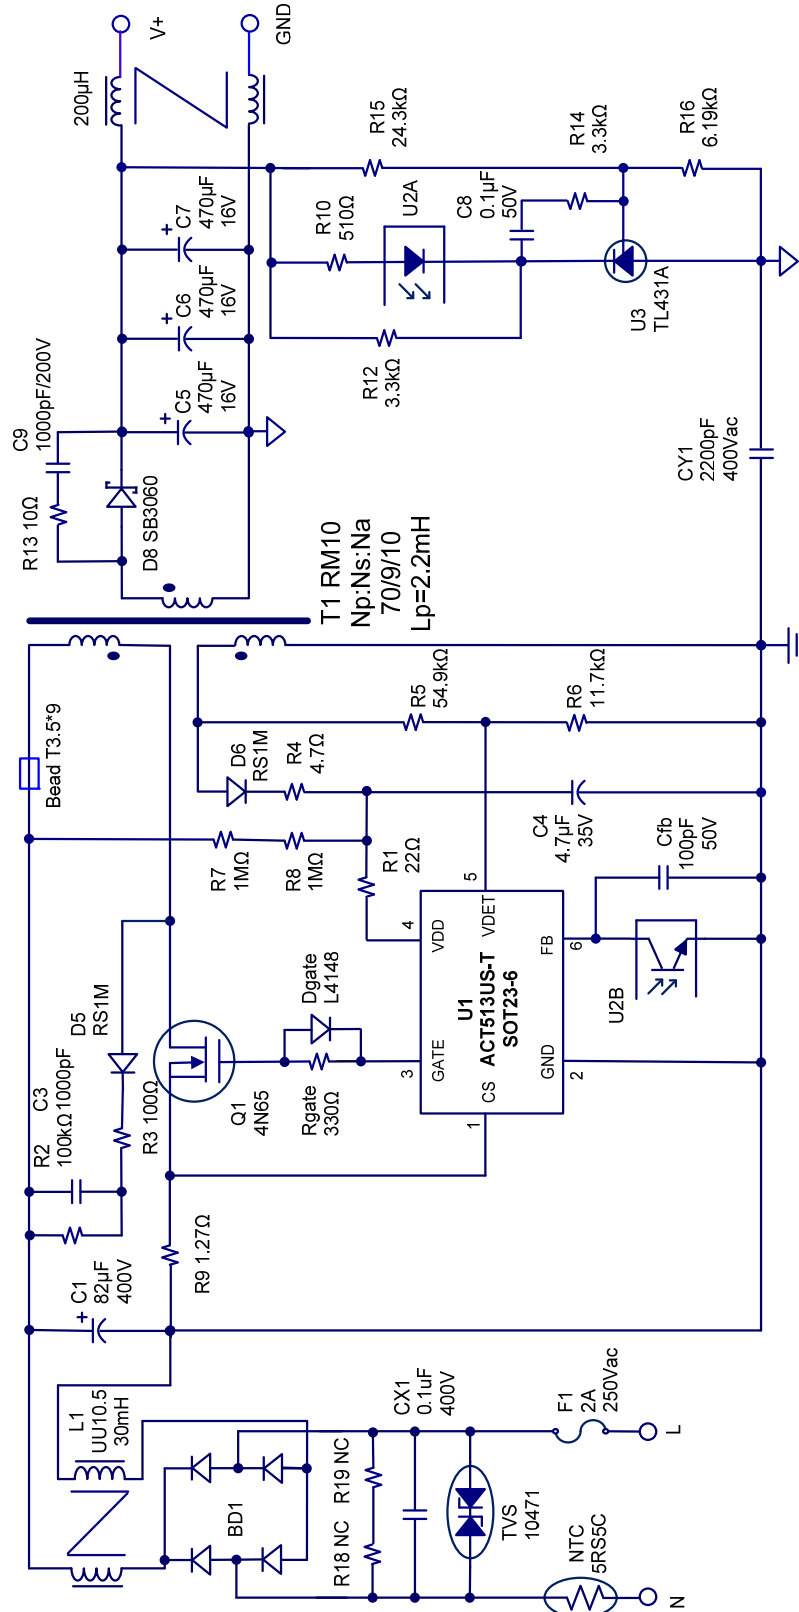 V+
GND
200µH
R15
24.3kΩ
R14
3.3kΩ
R16
6.19kΩ
C7
470µF
16V
+
R10
510Ω
U2A
C8
0.1µF
50V
C6
470µF
16V
+
U3
TL431A
R12
3.3kΩ
C9
1000pF/200V
C5
470µF
16V
+
CY1
2200pF
400Vac
R13 10Ω
D8 SB3060
T1 RM10
Np:Ns:Na
70/9/10
Lp=2.2mH
Bead T3.5*9
R5
54.9kΩ
R6
11.7kΩ
D6
RS1M
R4
4.7Ω
C4
4.7µF
35V
R7
1MΩ
R8
1MΩ
R1
22Ω
Cfb
100pF
50V
5
VDET
4
VDD
FB
6
U1
ACT513US-T
SOT23-6
U2B
Dgate
L4148
D5
RS1M
GATE
3
GND
2
CS
1
Q1
4N65
Rgate
330Ω
C3
1000pF
R2
100kΩ
R3 100Ω
R9 1.27Ω
C1
82µF
400V
+
L1
UU10.5
30mH
BD1
R19 NC
R18 NC
CX1
0.1uF
400V
F1
2A
250Vac
L
TVS
10471
NTC
5RS5C
N